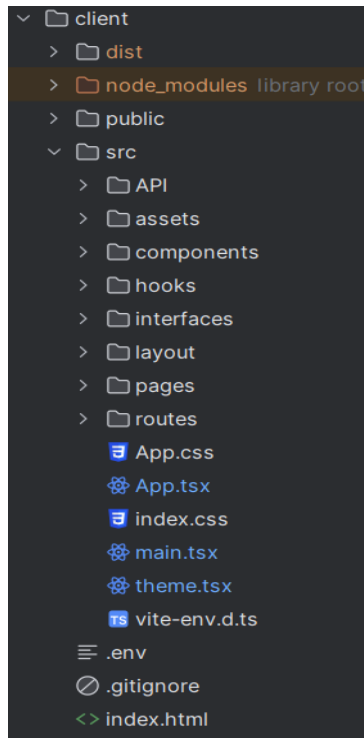 client
dist
node_modules library root
public
src
API
assets
components
hooks
interfaces
layout
pages
routes
App.css
App.tsx
index.css
main.tsx
theme.tsx
TS vite-env.d.ts
.env
.gitignore
<> index.html